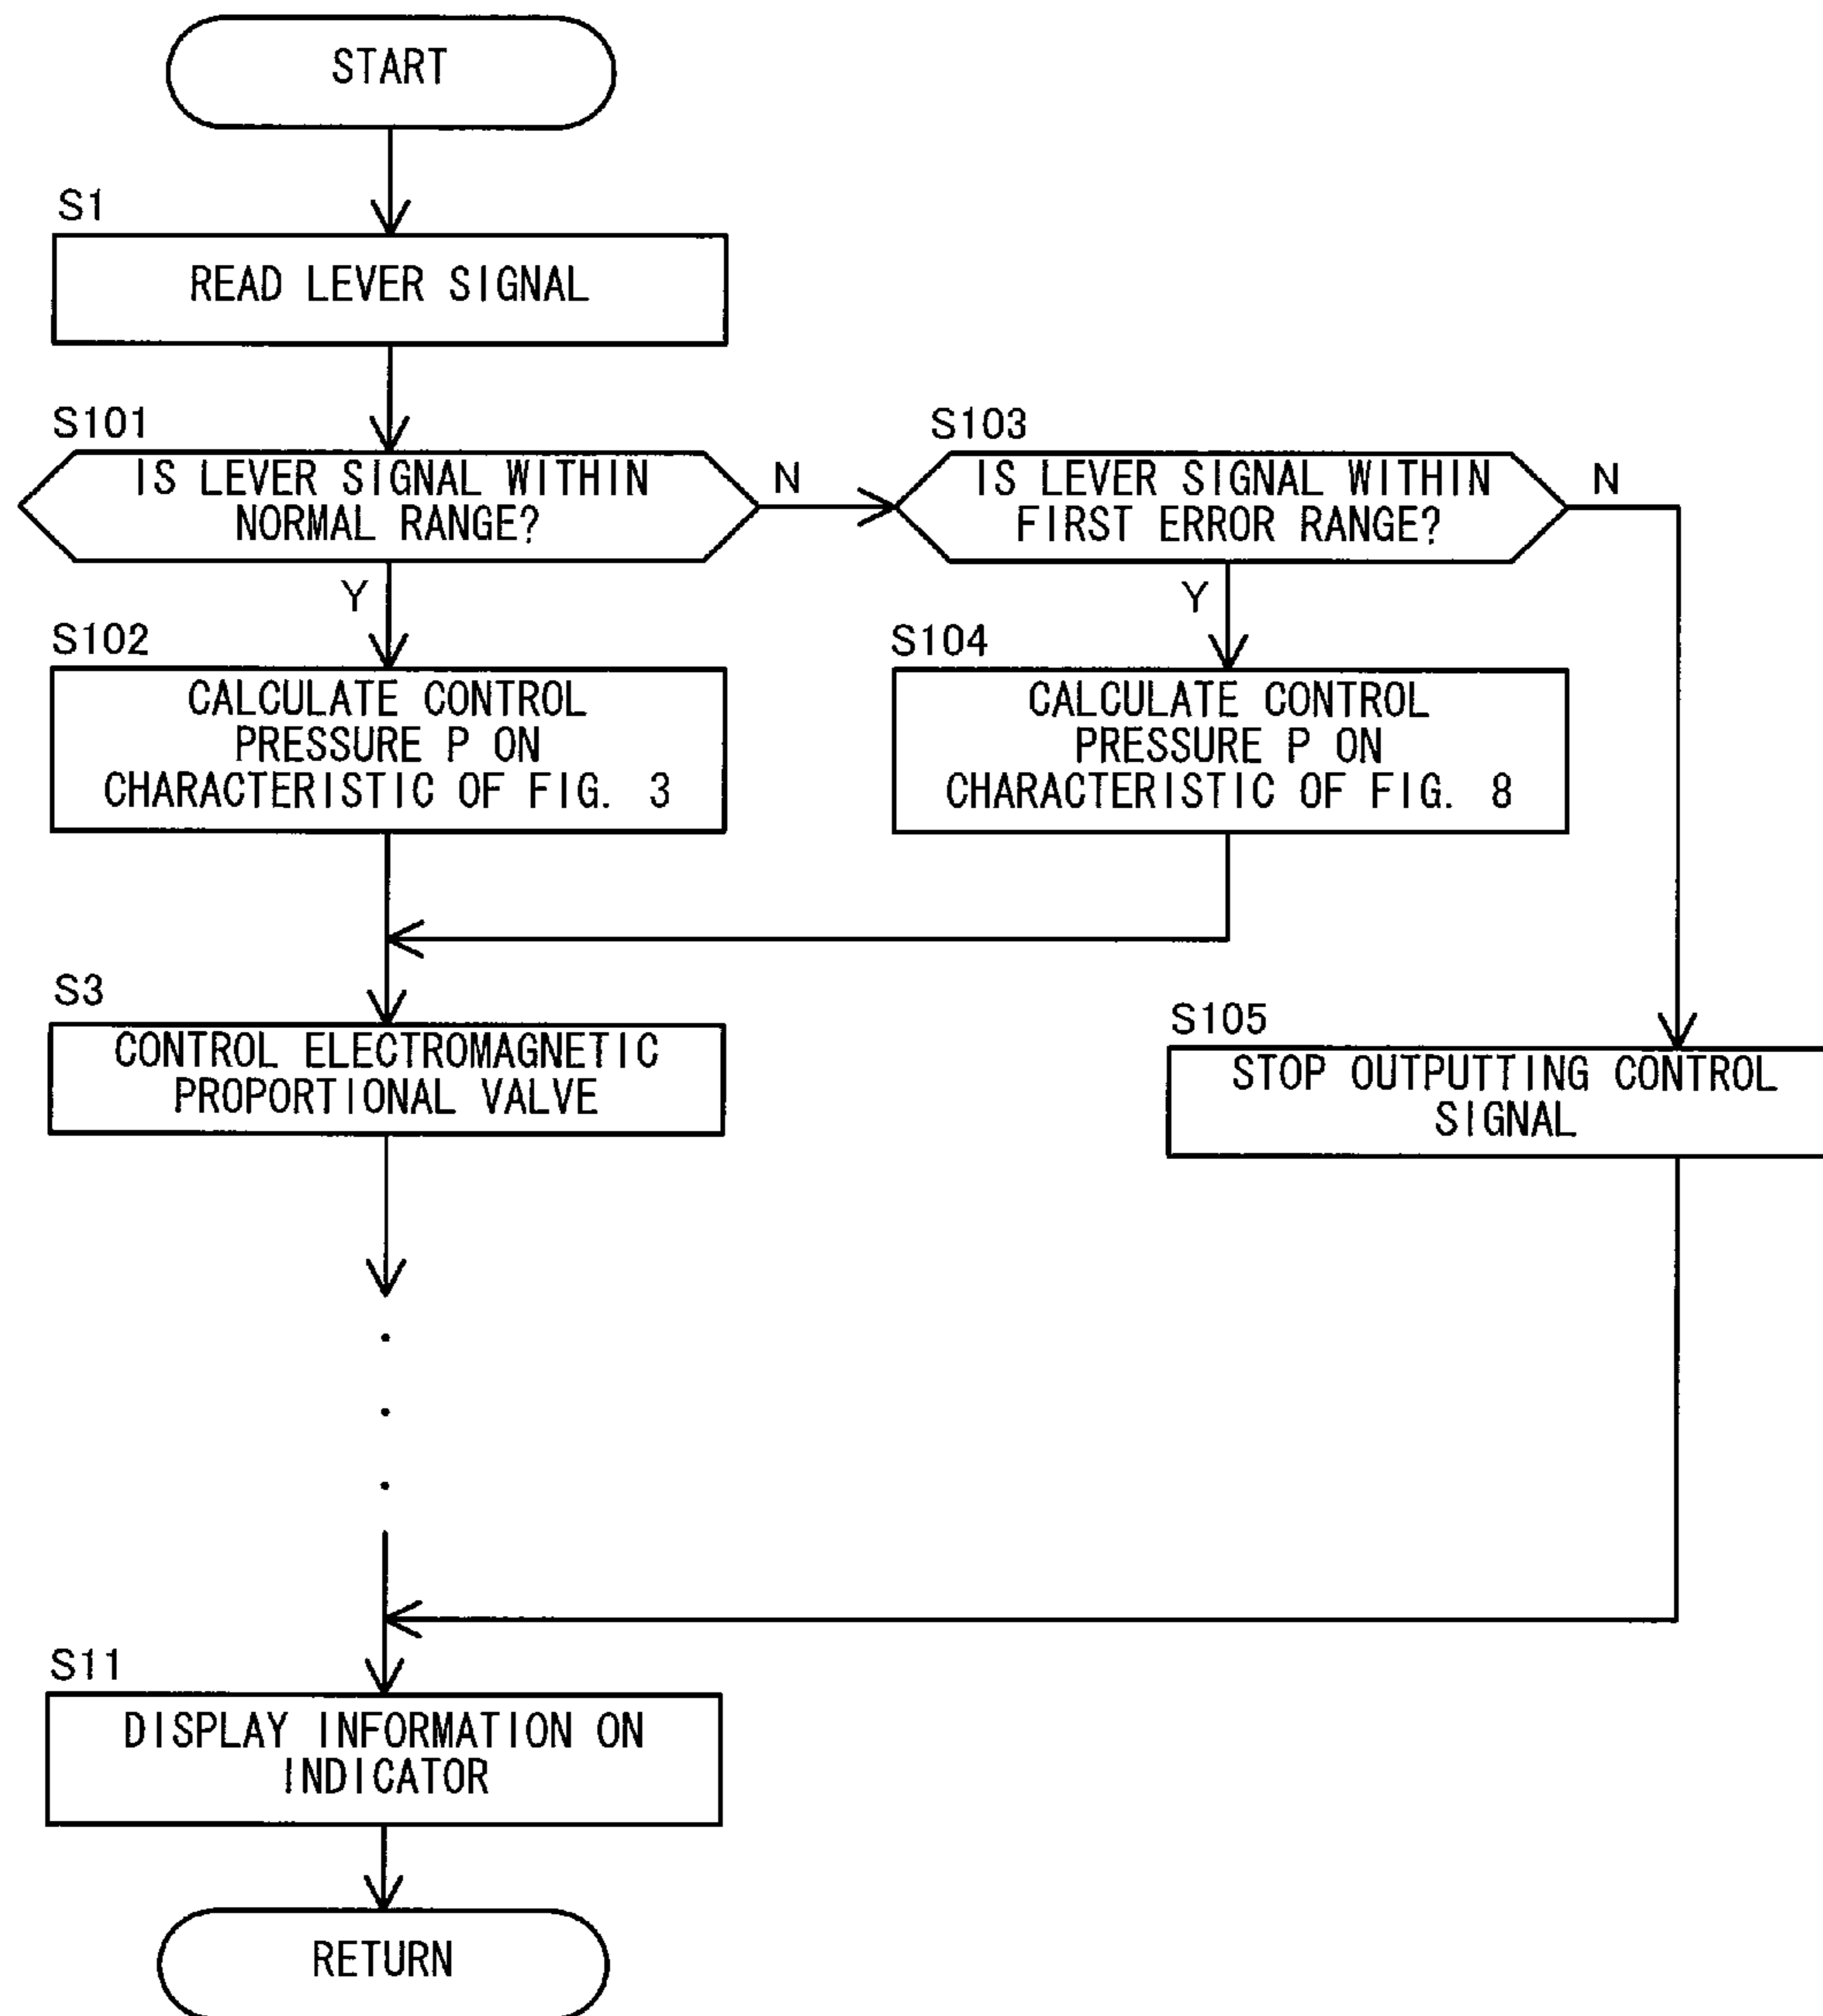 START
S1
READ LEVER SIGNAL
S101
IS LEVER SIGNAL WITHIN
NORMAL RANGE?
N
S103
IS LEVER SIGNAL WITHIN
FIRST ERROR RANGE?
N
Y
Y
S102
CALCULATE CONTROL
PRESSURE P ON
CHARACTERISTIC OF FIG. 3
S104
CALCULATE CONTROL
PRESSURE P ON
CHARACTERISTIC OF FIG. 8
S3
CONTROL ELECTROMAGNETIC
PROPORTIONAL VALVE
S105
STOP OUTPUTTING CONTROL
SIGNAL
S11
DISPLAY INFORMATION ON
INDICATOR
RETURN